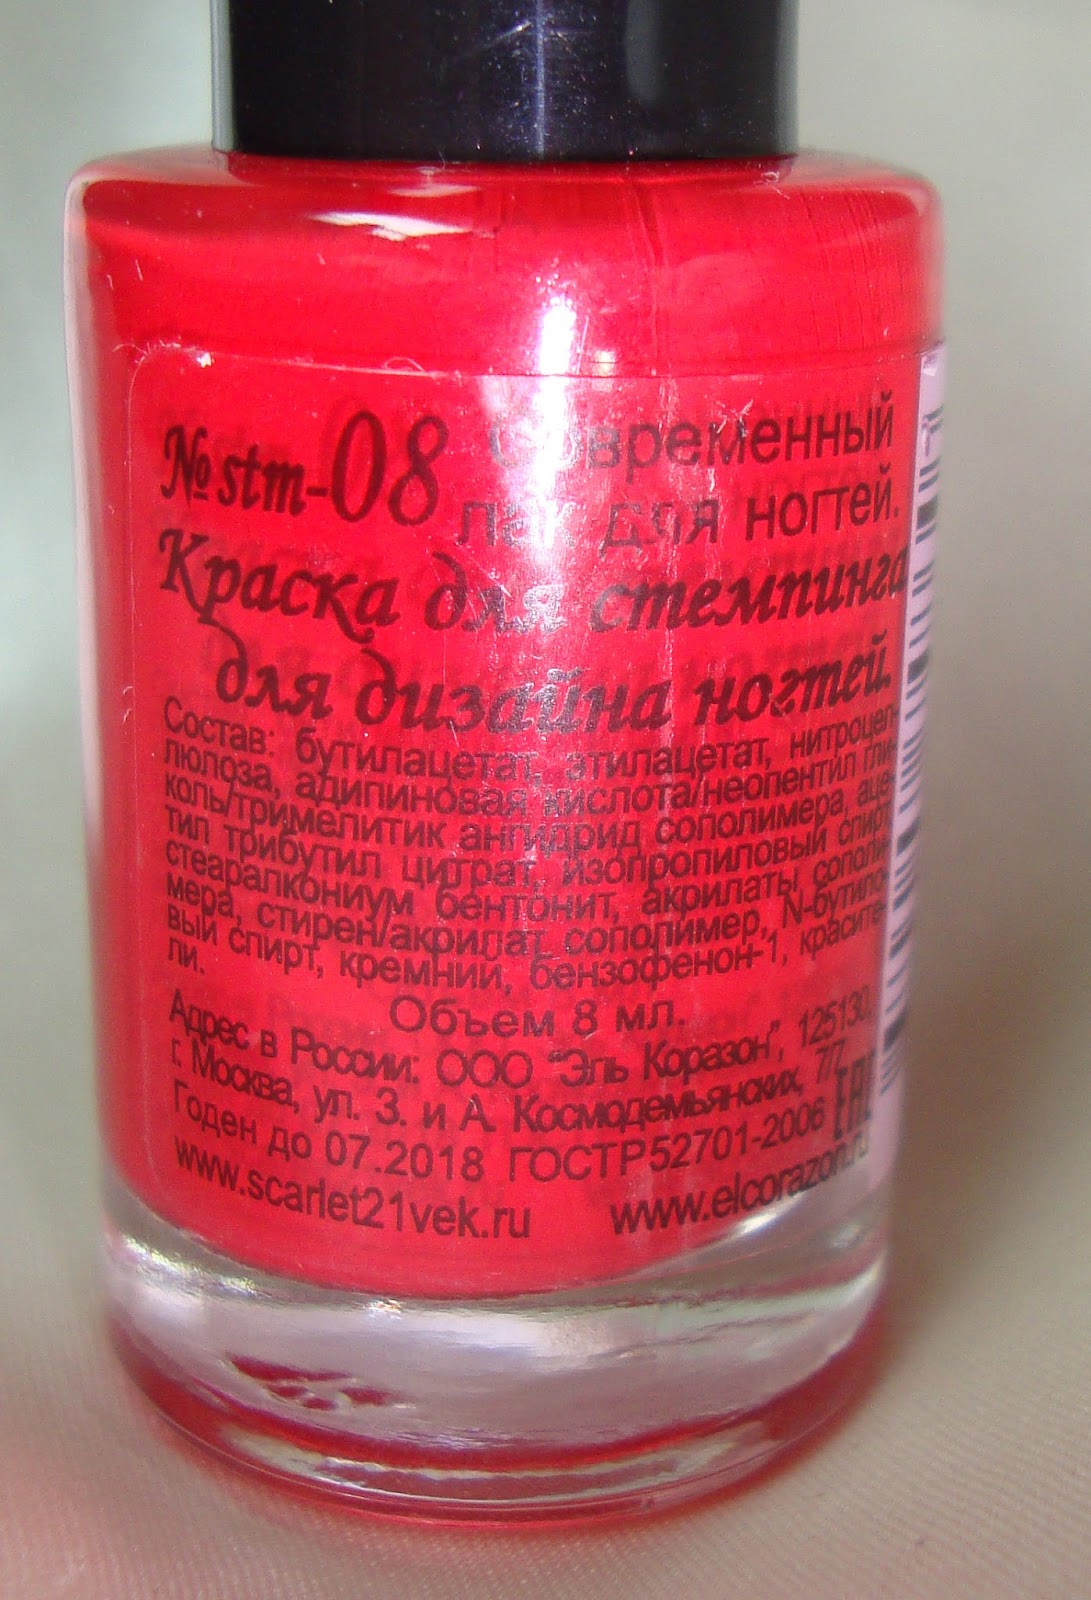 № stm-08 Современный
лак для ногтей.
Краска для стемпинга
для дизайна ногтей.
Состав: бутилацетат, этилацетат, нитроцел-
люлоза, адипиновая кислота/неопентил гли-
коль/тримелитик ангидрид сополимера, аце-
тил трибутил цитрат, изопропиловый спирт,
стеаралкониум бентонит, акрилаты сополи-
мера, стирен/акрилат сополимер, N-бутило-
вый спирт, кремний, бензофенон-1, красите-
ли.
Объем 8 мл.
Адрес в России: ООО "Эль Коразон", 125130,
г. Москва, ул. З. и А. Космодемьянских, 7/7
Годен до 07.2018 ГОСТР52701-2006 EAC
www.scarlet21vek.ru www.elcorazon.ru